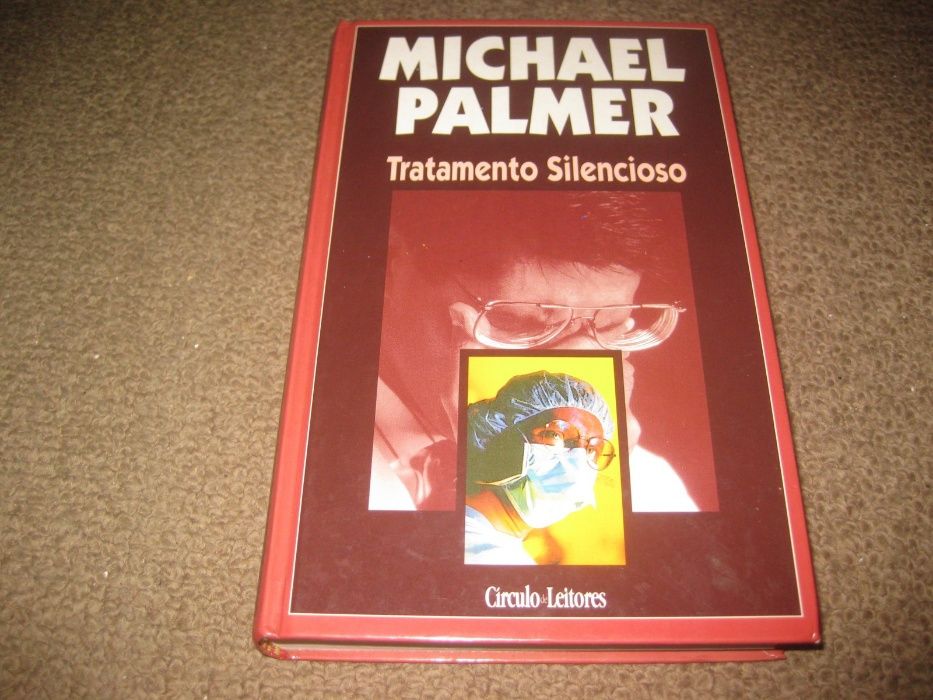 MICHAEL
PALMER
Tratamento Silencioso
Círculo de Leitores